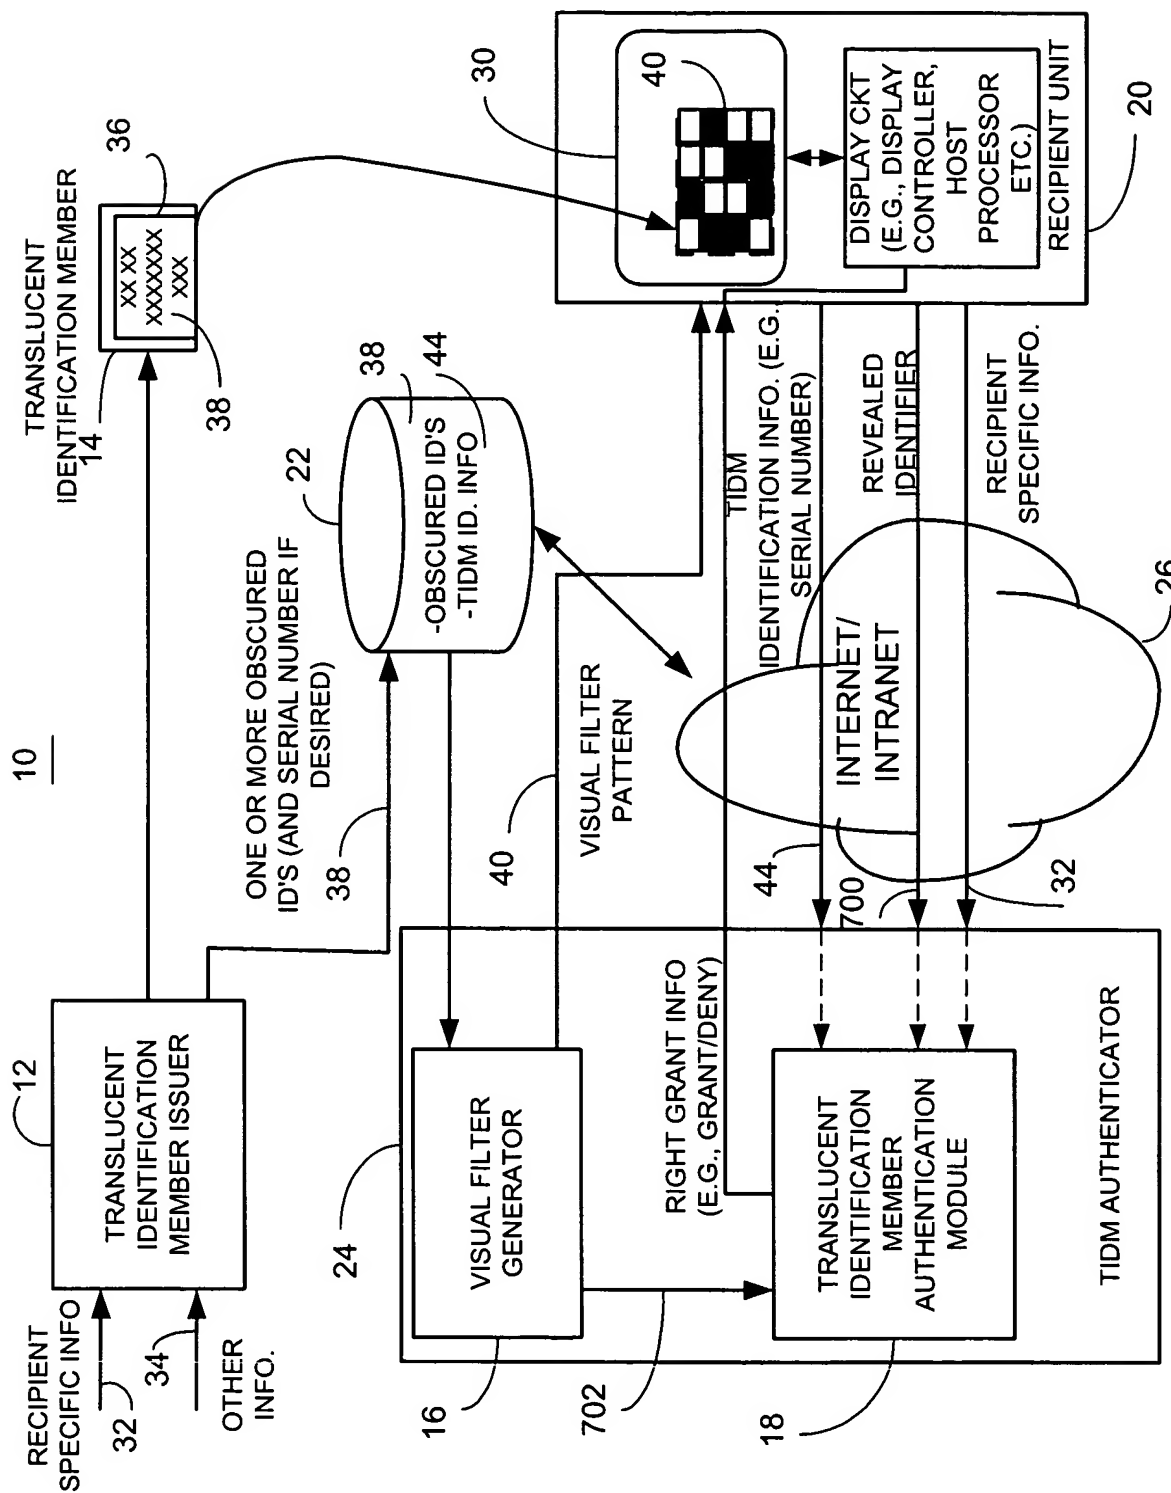 10
RECIPIENT
SPECIFIC INFO
32
34
OTHER
INFO.
12
TRANSLUCENT
IDENTIFICATION
MEMBER ISSUER
TRANSLUCENT
IDENTIFICATION MEMBER
14
36
XX XX
XXXXXXX
XXX
38
ONE OR MORE OBSCURED
ID'S (AND SERIAL NUMBER IF
DESIRED)
38
22
38
44
-OBSCURED ID'S
-TIDM ID. INFO
24
VISUAL FILTER
GENERATOR
16
702
40
VISUAL FILTER
PATTERN
30
40
DISPLAY CKT
(E.G., DISPLAY
CONTROLLER,
HOST
PROCESSOR
ETC.)
RECIPIENT UNIT
20
RIGHT GRANT INFO
(E.G., GRANT/DENY)
TIDM
IDENTIFICATION INFO. (E.G.,
SERIAL NUMBER)
REVEALED
IDENTIFIER
RECIPIENT
SPECIFIC INFO.
INTERNET/
INTRANET
26
44
700
32
TRANSLUCENT
IDENTIFICATION
MEMBER
AUTHENTICATION
MODULE
18
TIDM AUTHENTICATOR